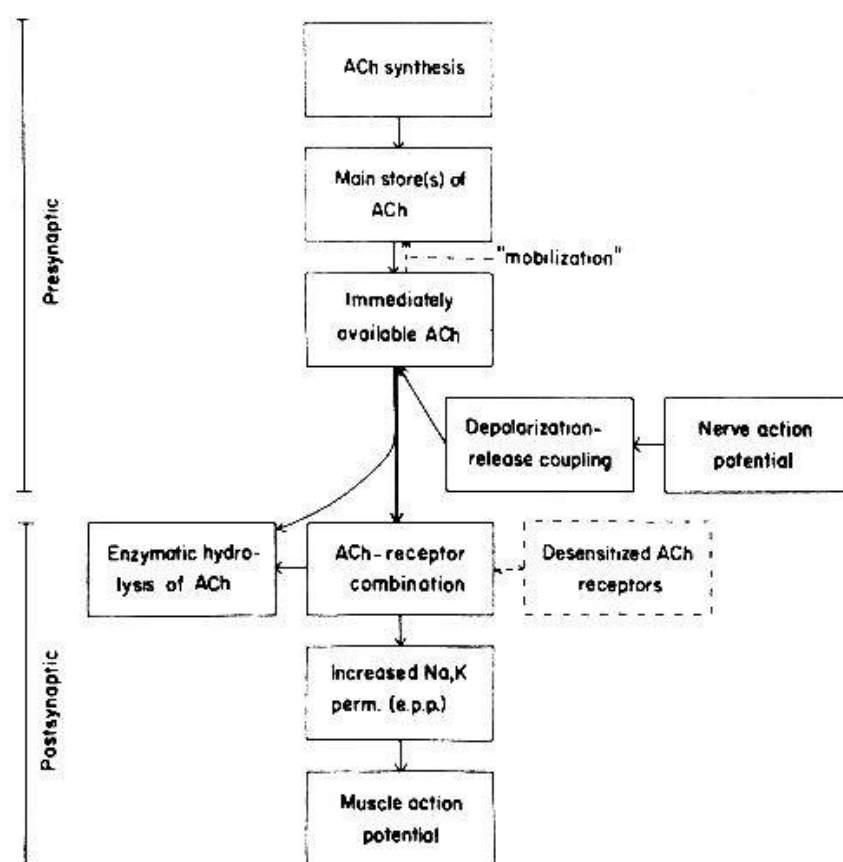 Presynaptic
ACh synthesis
Main store(s) of
ACh
"mobilization"
Immediately
available ACh
Depolarization-
release coupling
Nerve action
potential
Postsynaptic
Enzymatic hydro-
lysis of ACh
ACh-receptor
combination
Desensitized ACh
receptors
Increased Na,K
perm. (e.p.p.)
Muscle action
potential